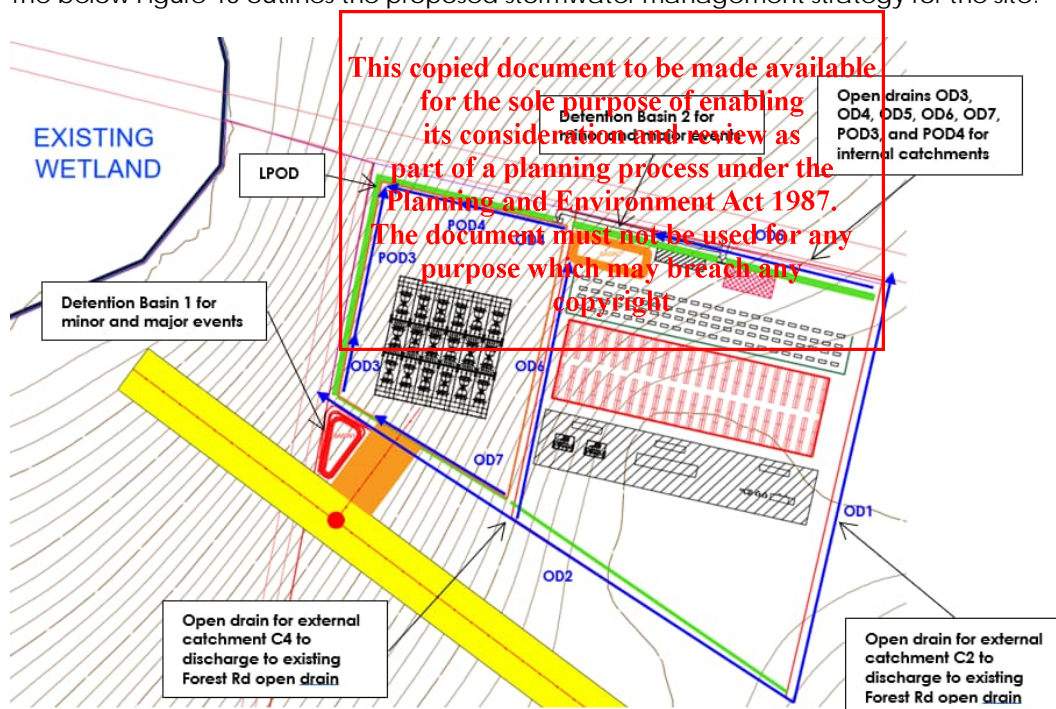 The below Figure 10 outlines the proposed stormwater management strategy for the site.
This copied document to be made available
for the sole purpose of enabling
its consideration and review as
part of a planning process under the
Planning and Environment Act 1987.
The document must not be used for any
purpose which may breach any
copyright
EXISTING
WETLAND
LPOD
Detention Basin 2 for
minor and major events
Open drains OD3,
OD4, OD5, OD6, OD7,
POD3, and POD4 for
internal catchments
POD4
POD3
Detention Basin 1 for
minor and major events
OD3
OD6
OD7
OD1
OD2
Open drain for external
catchment C4 to
discharge to existing
Forest Rd open drain
Open drain for external
catchment C2 to
discharge to existing
Forest Rd open drain